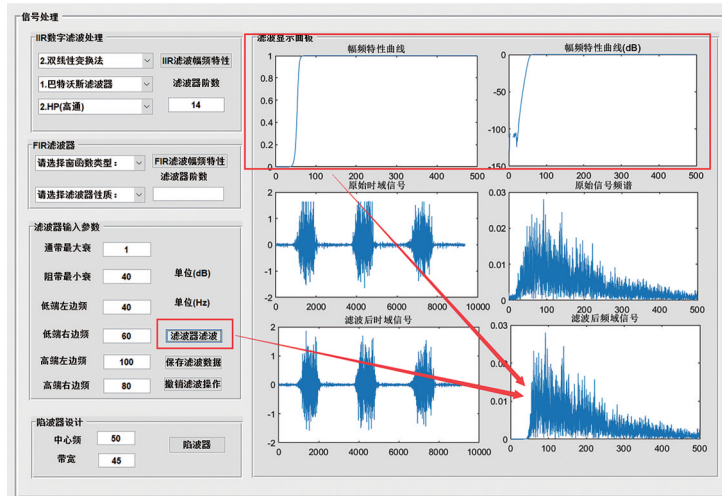 信号处理
IIR数字滤波处理
2.双线性变换法
IIR滤波幅频特性
1.巴特沃斯滤波器
滤波器阶数
2.HP(高通)
14
FIR滤波器
请选择窗函数类型：
FIR滤波幅频特性
滤波器阶数
请选择滤波器性质：
滤波器输入参数
通带最大衰
1
阻带最小衰
40
单位(dB)
低端左边频
40
单位(Hz)
低端右边频
60
滤波器滤波
高端左边频
100
保存滤波数据
高端右边频
80
撤销滤波操作
陷波器设计
中心频
50
陷波器
带宽
45
滤波显示面板
幅频特性曲线
1
0.8
0.6
0.4
0.2
0
0 100 200 300 400 500
幅频特性曲线(dB)
0
-50
-100
-150
0 100 200 300 400 500
原始时域信号
2
1
0
-1
-2
0 2000 4000 6000 8000 10000
原始信号频谱
0.03
0.02
0.01
0
0 100 200 300 400 500
滤波后时域信号
2
1
0
-1
-2
0 2000 4000 6000 8000 10000
滤波后频域信号
0.03
0.02
0.01
0
0 100 200 300 400 500